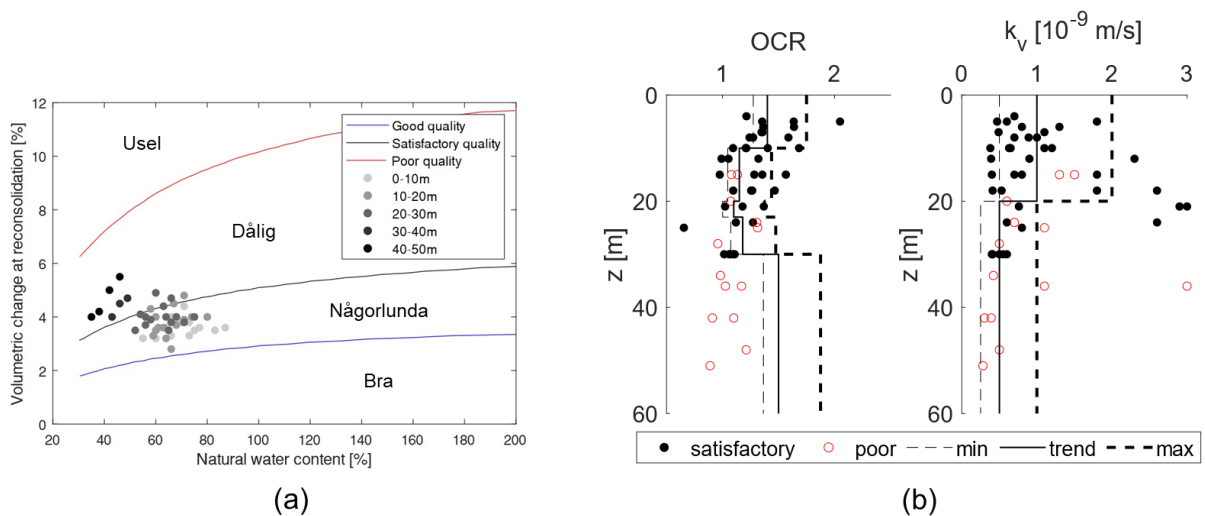 12
10
8
6
4
2
0
20
40
60
80
100
120
140
160
180
200
Volumetric change at reconsolidation [%]
Natural water content [%]
Usel
Dålig
Någorlunda
Bra
Good quality
Satisfactory quality
Poor quality
0-10m
10-20m
20-30m
30-40m
40-50m
(a)
OCR
1 2
0
20
40
60
z [m]
k_v [10^-9 m/s]
0 1 2 3
0
20
40
60
z [m]
satisfactory poor min trend max
(b)